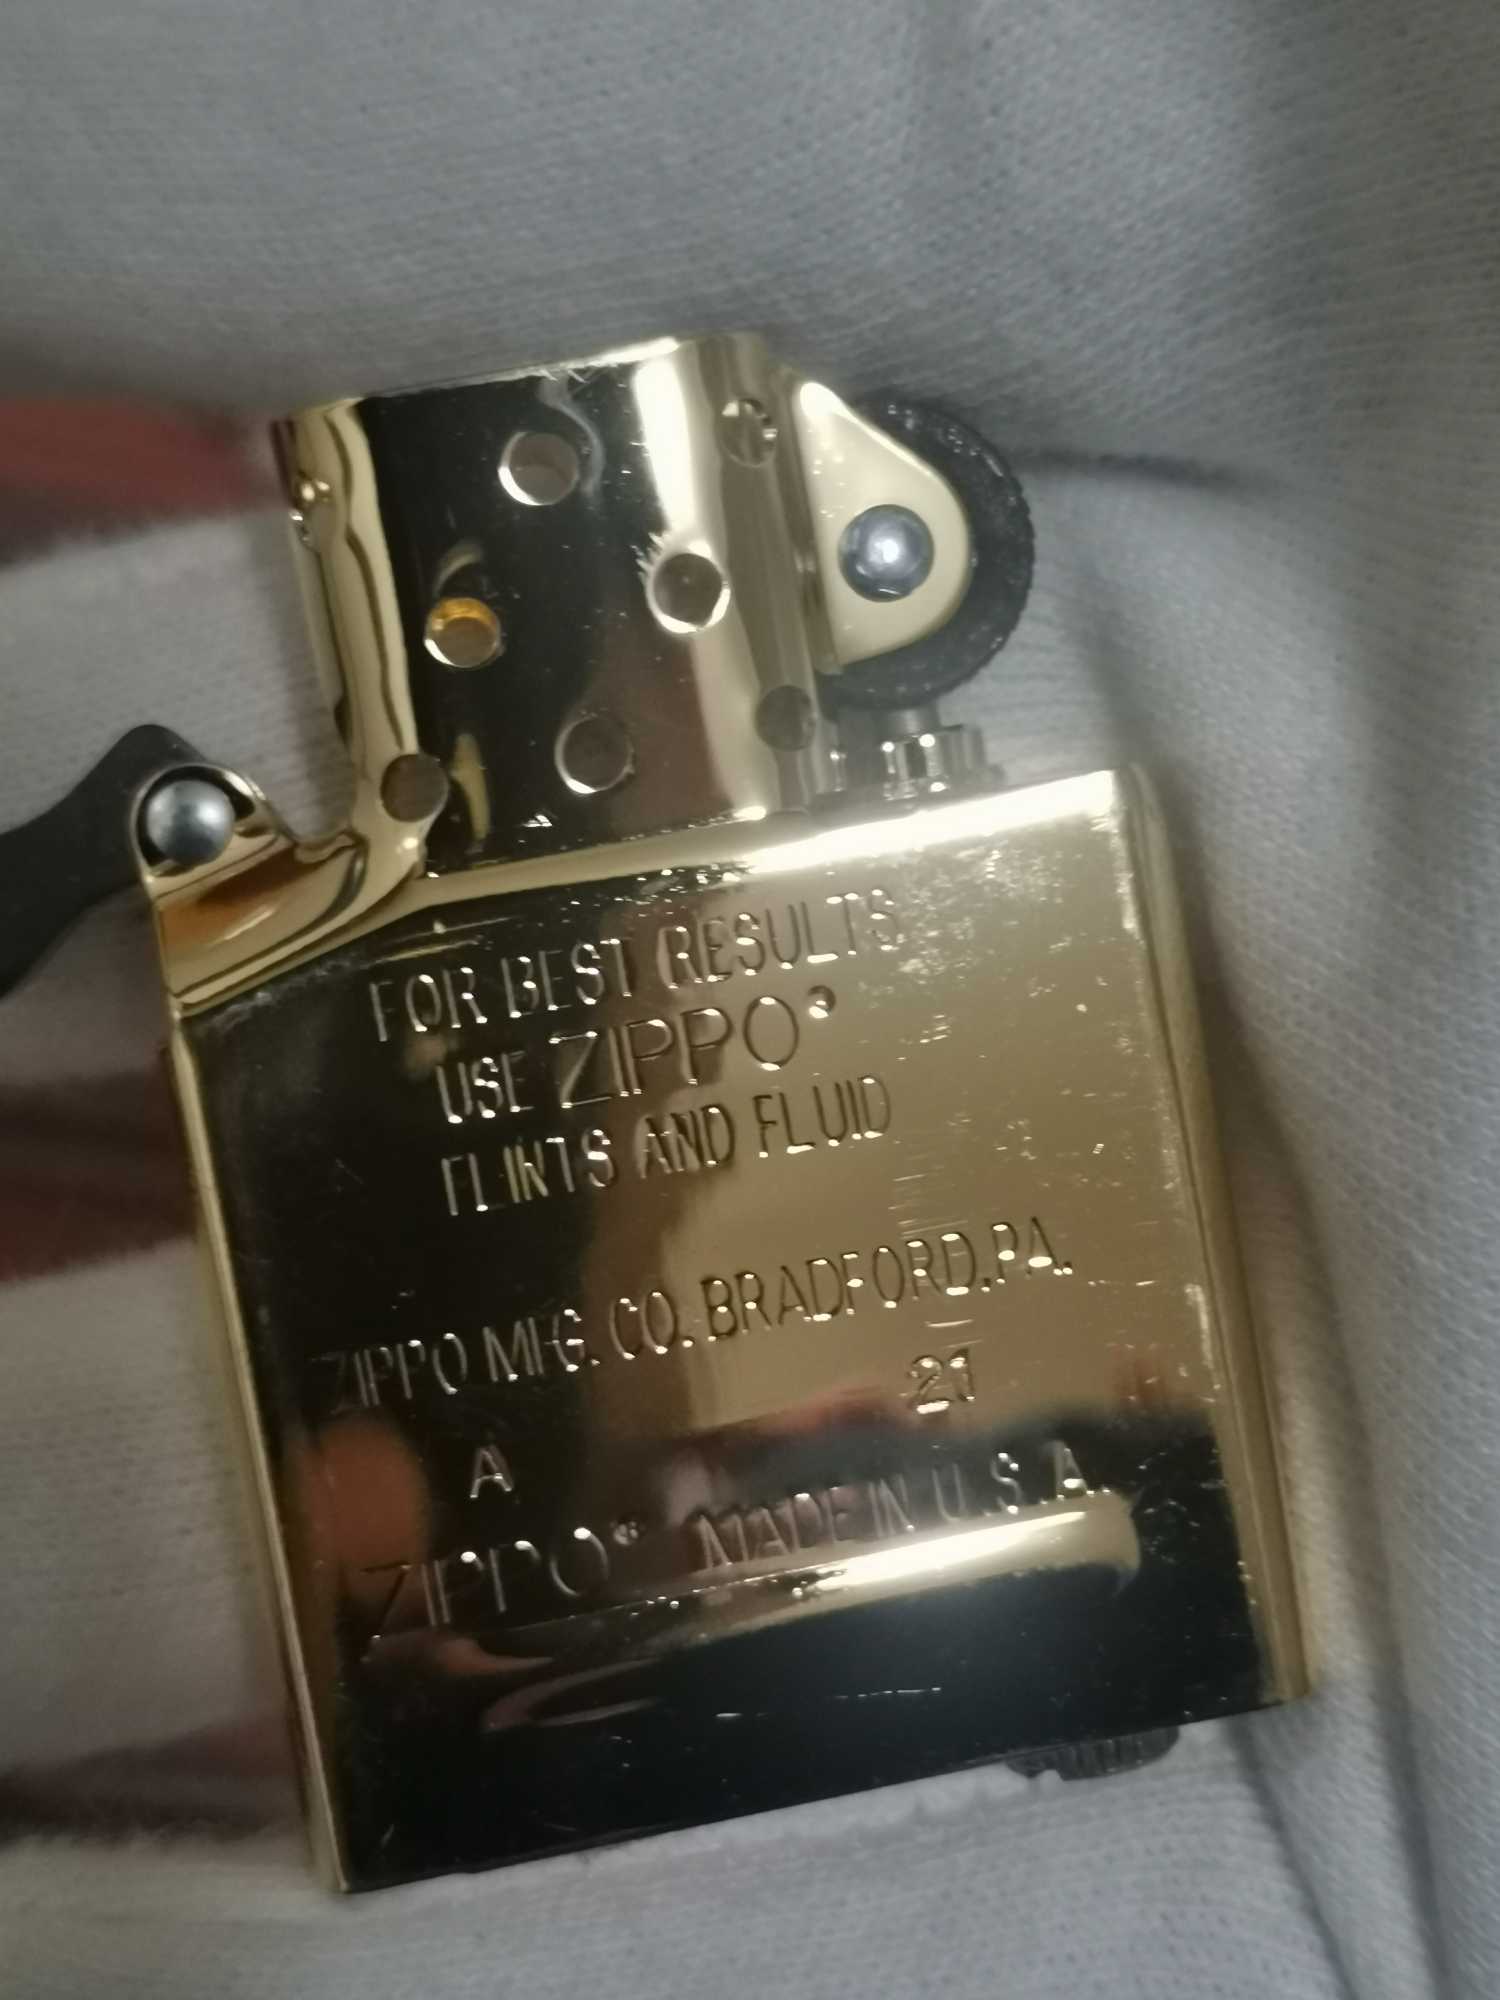 FOR BEST RESULTS
USE ZIPPO®
FLINTS AND FLUID
ZIPPO MFG. CO. BRADFORD, PA.
A 21
ZIPPO® MADE IN U.S.A.